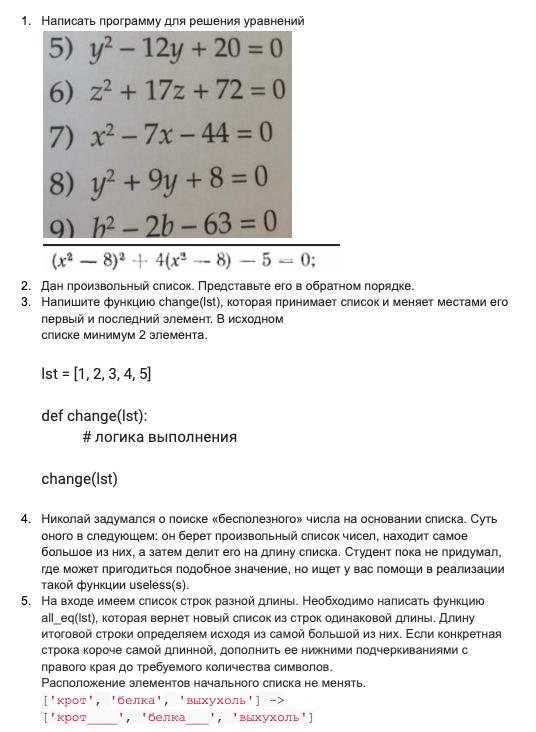 1. Написать программу для решения уравнений
5) y² – 12y + 20 = 0
6) z² + 17z + 72 = 0
7) x² – 7x – 44 = 0
8) y² + 9y + 8 = 0
9) b² – 2b – 63 = 0
(x² — 8)² + 4(x² — 8) — 5 = 0;
2. Дан произвольный список. Представьте его в обратном порядке.
3. Напишите функцию change(lst), которая принимает список и меняет местами его
первый и последний элемент. В исходном
списке минимум 2 элемента.
lst = [1, 2, 3, 4, 5]
def change(lst):
# логика выполнения
change(lst)
4. Николай задумался о поиске «бесполезного» числа на основании списка. Суть
оного в следующем: он берет произвольный список чисел, находит самое
большое из них, а затем делит его на длину списка. Студент пока не придумал,
где может пригодиться подобное значение, но ищет у вас помощи в реализации
такой функции useless(s).
5. На входе имеем список строк разной длины. Необходимо написать функцию
all_eq(lst), которая вернет новый список из строк одинаковой длины. Длину
итоговой строки определяем исходя из самой большой из них. Если конкретная
строка короче самой длинной, дополнить ее нижними подчеркиваниями с
правого края до требуемого количества символов.
Расположение элементов начального списка не менять.
['крот', 'белка', 'выхухоль'] ->
['крот____', 'белка___', 'выхухоль']